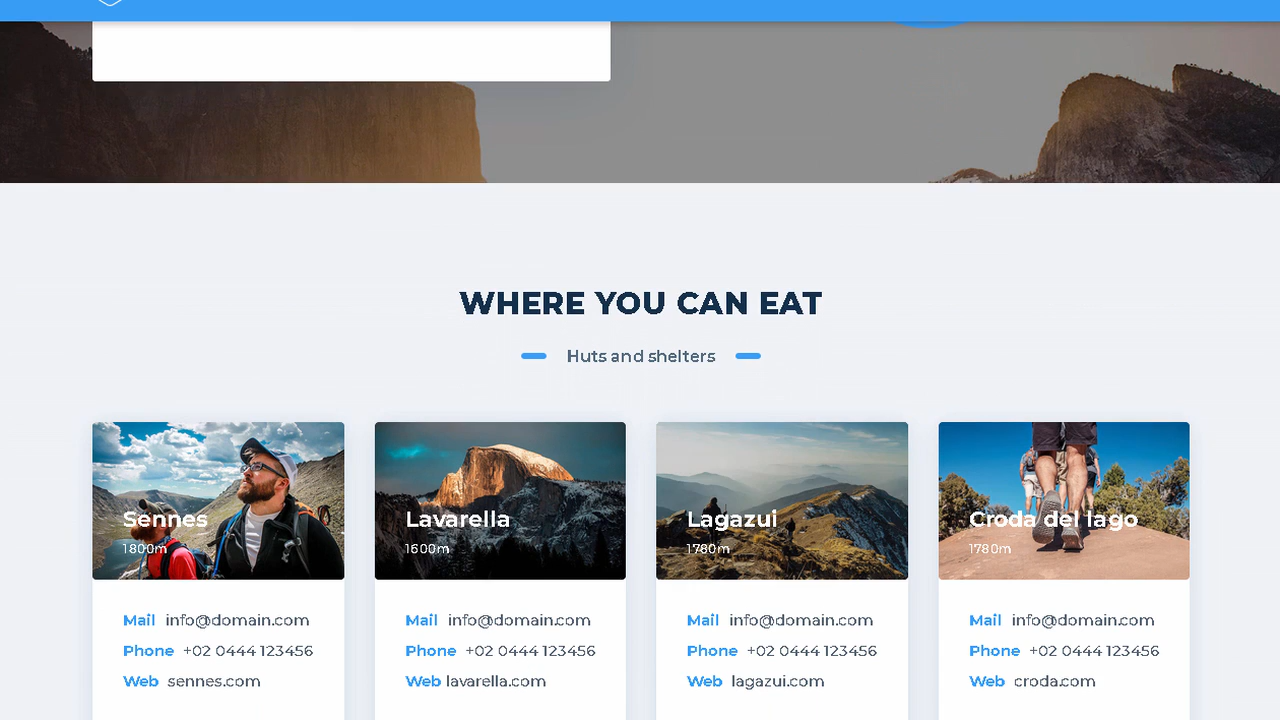 WHERE YOU CAN EAT
Huts and shelters
Sennes
1800m
Mail info@domain.com
Phone +02 0444 123456
Web sennes.com
Lavarella
1600m
Mail info@domain.com
Phone +02 0444 123456
Web lavarella.com
Lagazui
1780m
Mail info@domain.com
Phone +02 0444 123456
Web lagazui.com
Croda del lago
1780m
Mail info@domain.com
Phone +02 0444 123456
Web croda.com